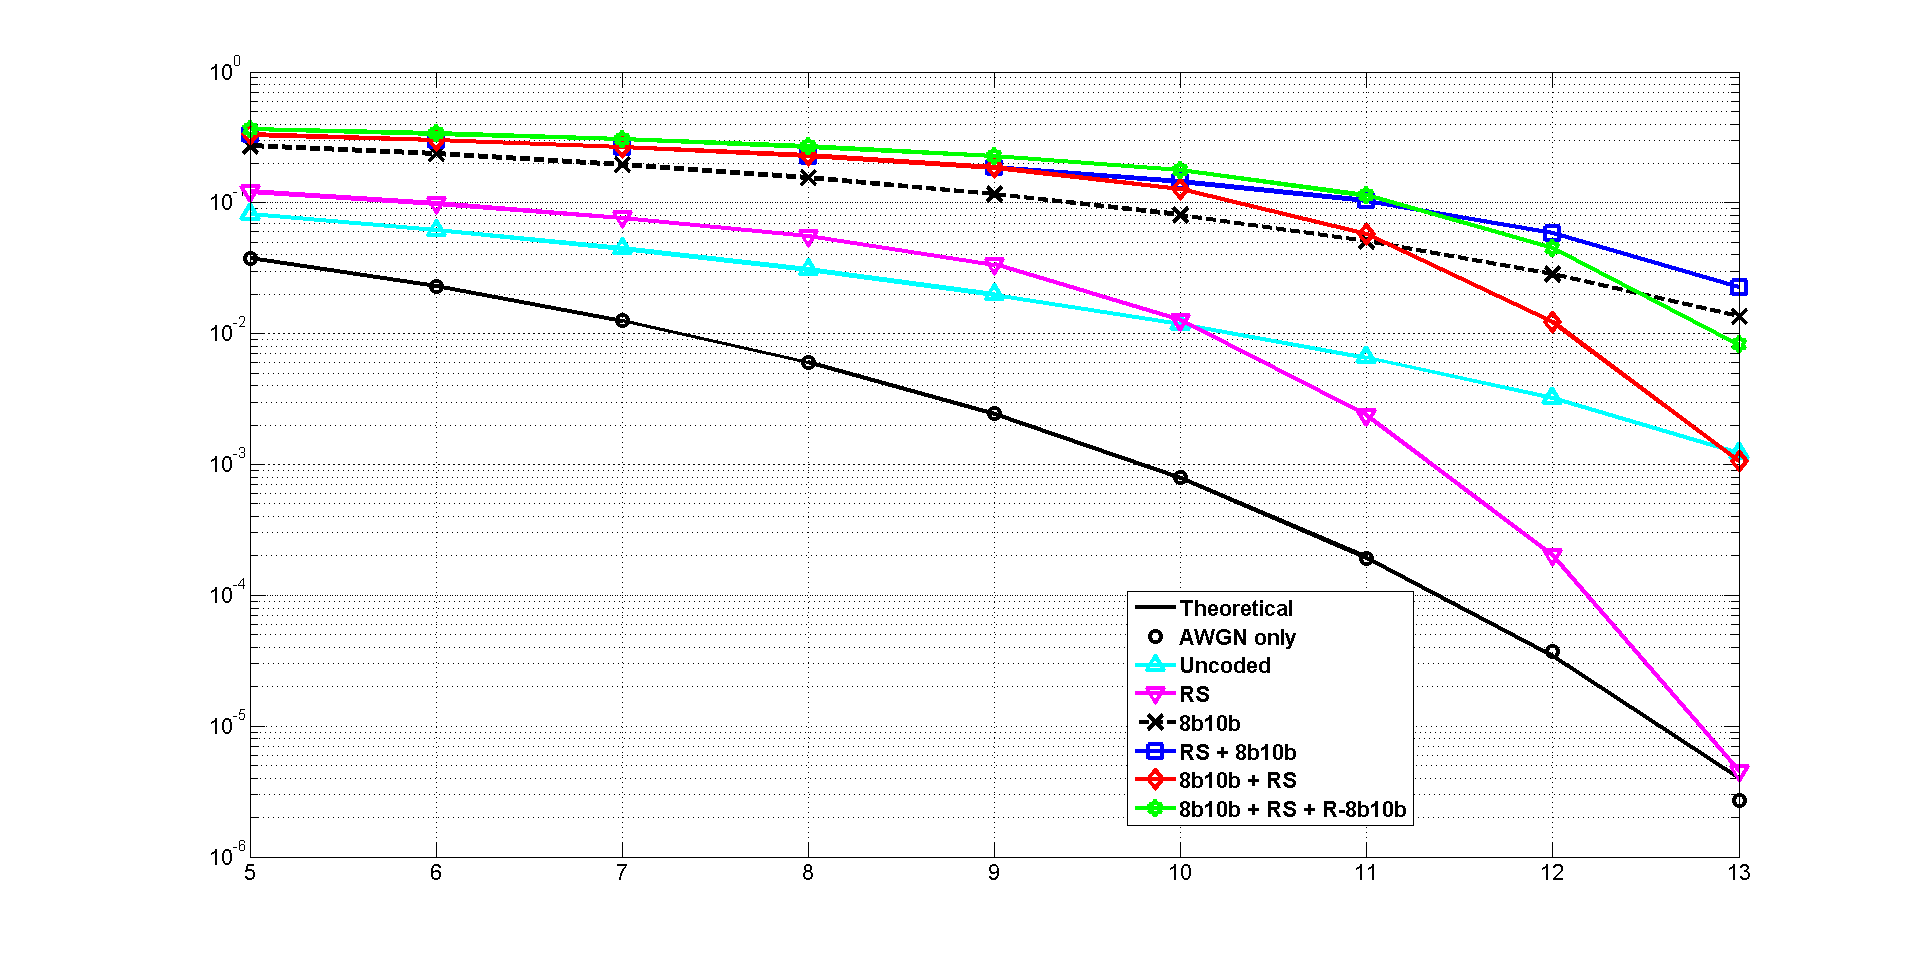 10^0
10^-1
10^-2
10^-3
10^-4
10^-5
10^-6
5 6 7 8 9 10 11 12 13
Theoretical
AWGN only
Uncoded
RS
8b10b
RS + 8b10b
8b10b + RS
8b10b + RS + R-8b10b